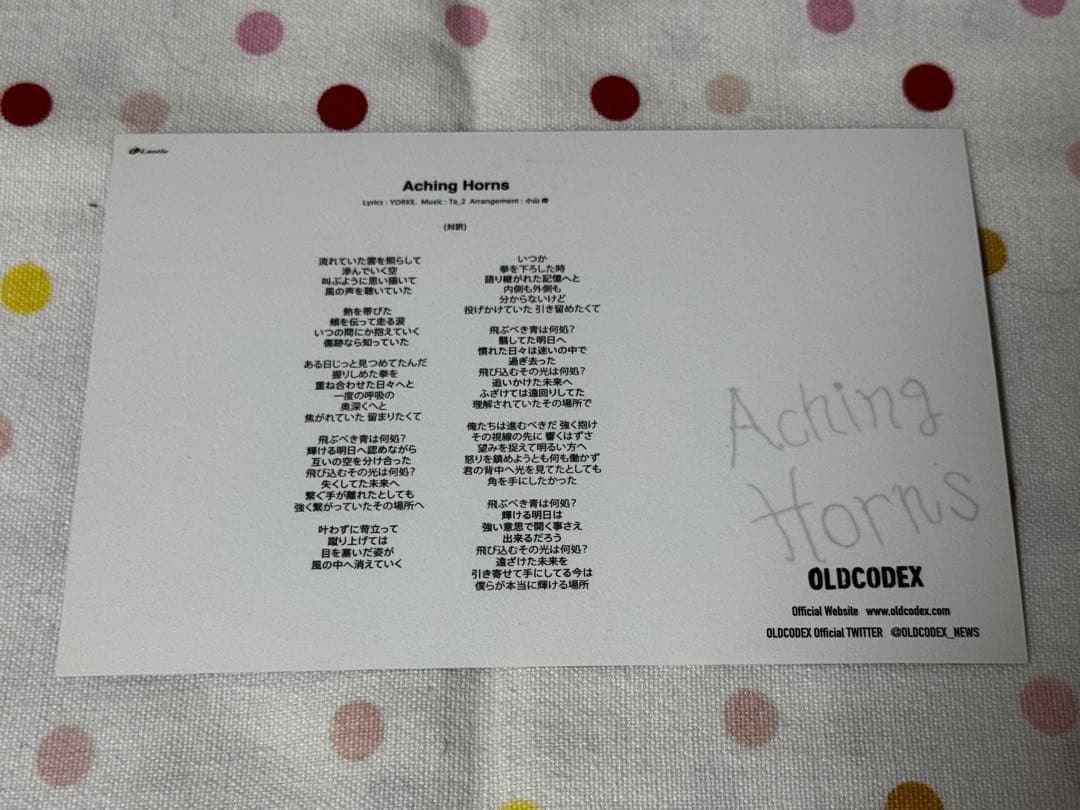 Lantis
Aching Horns
Lyrics : YORKE. Music : Ta_2 Arrangement : 小山 寿
(対訳)
流れていた雲を照らして
滲んでいく空
叫ぶように思い描いて
風の声を聴いていた
熱を帯びた
頬を伝って走る涙
いつの間にか抱えていく
傷跡なら知っていた
ある日じっと見つめてたんだ
握りしめた拳を
重ね合わせた日々へと
一度の呼吸の
奥深くへと
焦がれていた 留まりたくて
飛ぶべき青は何処?
輝ける明日へ認めながら
互いの空を分け合った
飛び込むその光は何処?
失くしてた未来へ
繋ぐ手が離れたとしても
強く繋がっていたその場所へ
叶わずに苛立って
蹴り上げては
目を塞いだ姿が
風の中へ消えていく
いつか
拳を下ろした時
語り継がれた記憶へと
内側も外側も
分からないけど
投げかけていた 引き留めたくて
飛ぶべき青は何処?
翳してた明日へ
慣れた日々は迷いの中で
過ぎ去った
飛び込むその光は何処?
追いかけた未来へ
ふざけては遠回りしてた
理解されていたその場所で
俺たちは進むべきだ 強く抱け
その視線の先に 響くはずさ
望みを捉えて明るい方へ
怒りを鎮めようとも何も働かず
君の背中へ光を見てたとしても
角を手にしたかった
飛ぶべき青は何処?
輝ける明日は
強い意思で開く事さえ
出来るだろう
飛び込むその光は何処?
遠ざけた未来を
引き寄せて手にしてる今は
僕らが本当に輝ける場所
Aching
Horns
OLDCODEX
Official Website www.oldcodex.com
OLDCODEX Official TWITTER @OLDCODEX_NEWS